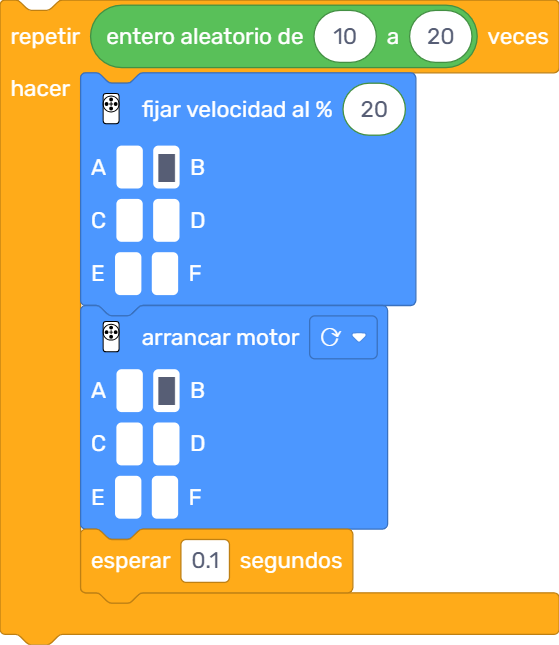 repetir entero aleatorio de 10 a 20 veces
hacer
fijar velocidad al % 20
A B
C D
E F
arrancar motor
A B
C D
E F
esperar 0.1 segundos